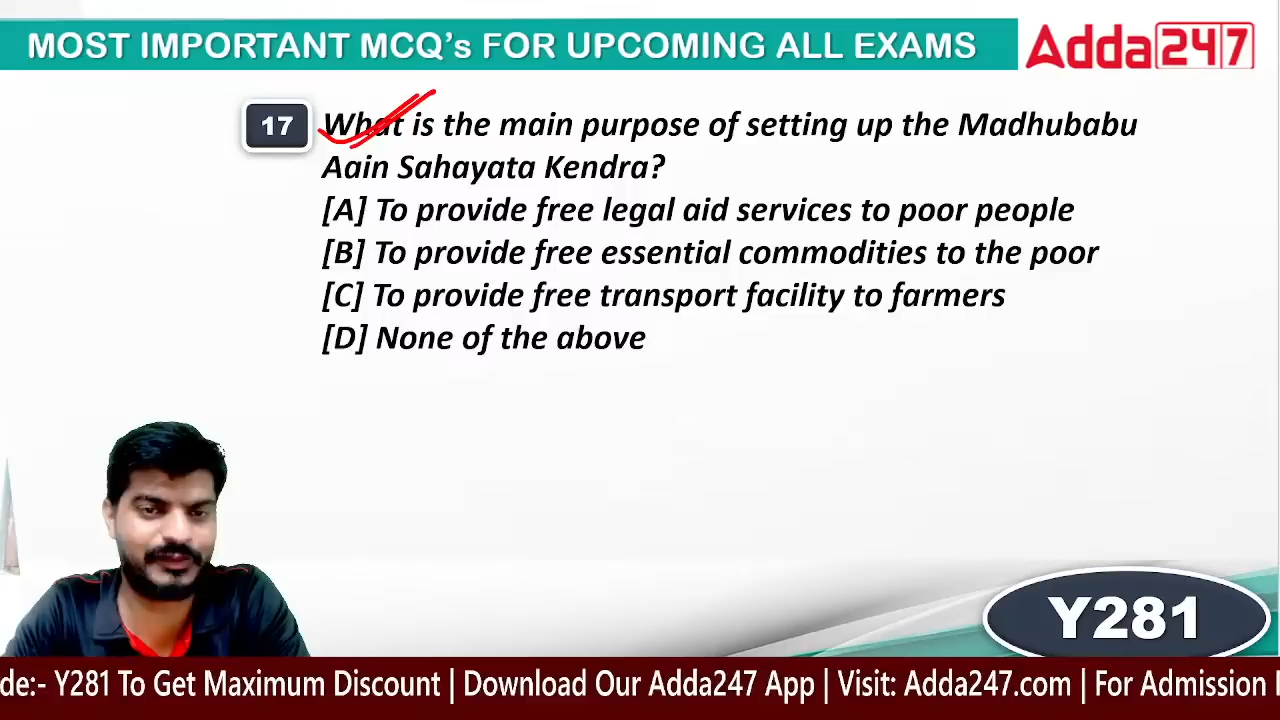 MOST IMPORTANT MCQ's FOR UPCOMING ALL EXAMS
Adda247
17
What is the main purpose of setting up the Madhubabu
Aain Sahayata Kendra?
[A] To provide free legal aid services to poor people
[B] To provide free essential commodities to the poor
[C] To provide free transport facility to farmers
[D] None of the above
Y281
de:- Y281 To Get Maximum Discount | Download Our Adda247 App | Visit: Adda247.com | For Admission